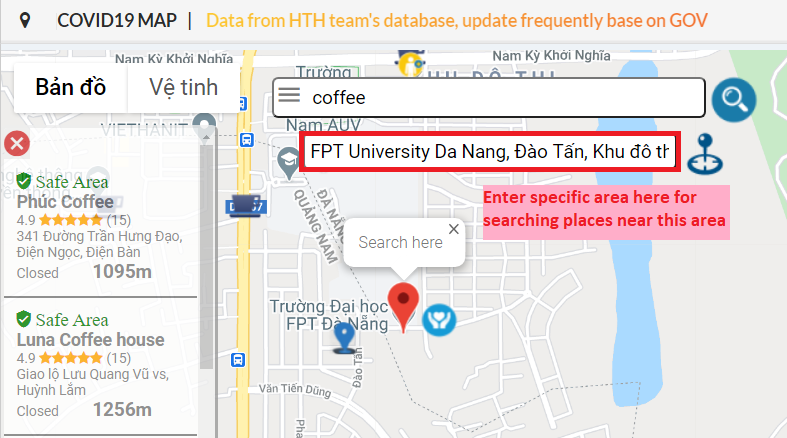 COVID19 MAP | Data from HTH team's database, update frequently base on GOV
Nam Kỳ Khởi Nghĩa
Nam Kỳ Khởi Nghĩa
Bản đồ
Vệ tinh
Trường
coffee
VIETHANIT
Nam AUV
FPT University Da Nang, Đào Tấn, Khu đô th
Enter specific area here for
searching places near this area
Safe Area
Phúc Coffee
4.9 (15)
341 Đường Trần Hưng Đạo,
Điện Ngọc, Điện Bàn
Closed 1095m
ĐÀ NẴNG
QUẢNG NAM
Search here
Trường Đại học
FPT Đà Nẵng
Safe Area
Luna Coffee house
4.9 (15)
Giao lộ Lưu Quang Vũ vs,
Huỳnh Lắm
Closed 1256m
Đào Tấn
Văn Tiến Dũng